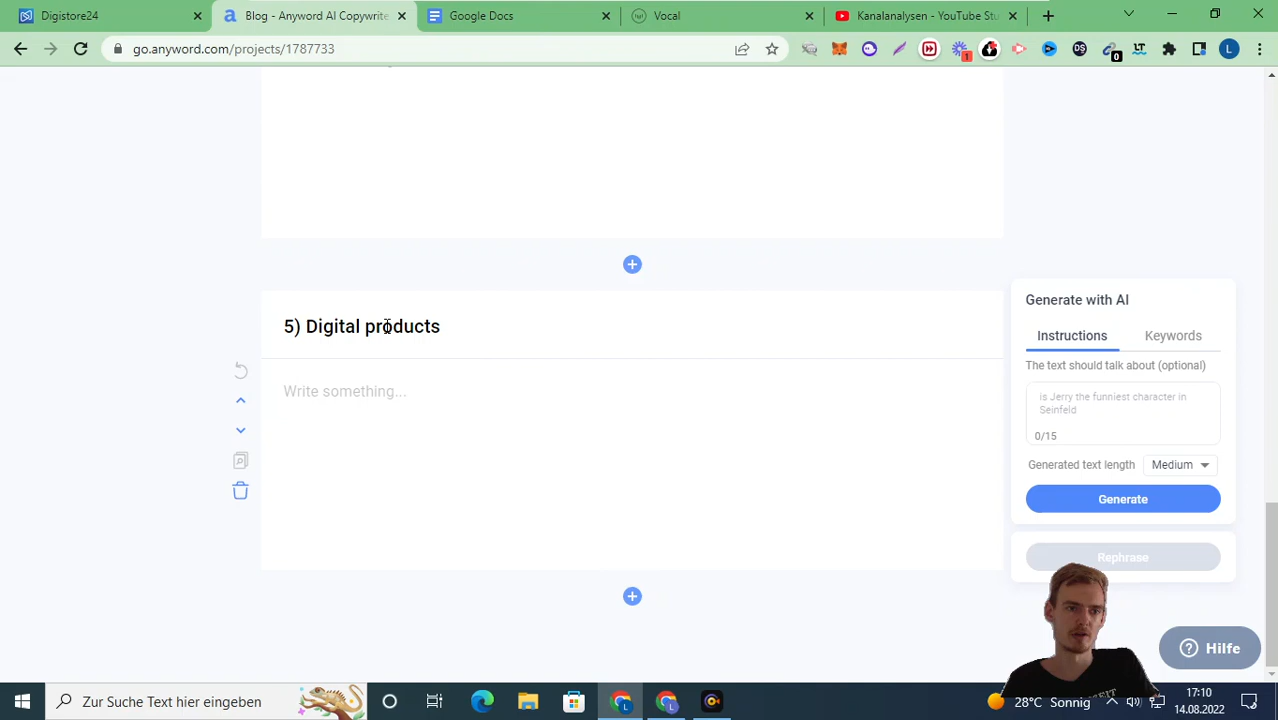 Digistore24
Blog - Anyword AI Copywrite
Google Docs
Vocal
Kanalanalysen - YouTube Stu
go.anyword.com/projects/1787733
5) Digital products
Write something...
Generate with AI
Instructions
Keywords
The text should talk about (optional)
is Jerry the funniest character in
Seinfeld
0/15
Generated text length
Medium
Generate
Rephrase
Hilfe
Zur Suche Text hier eingeben
28°C Sonnig
17:10
14.08.2022